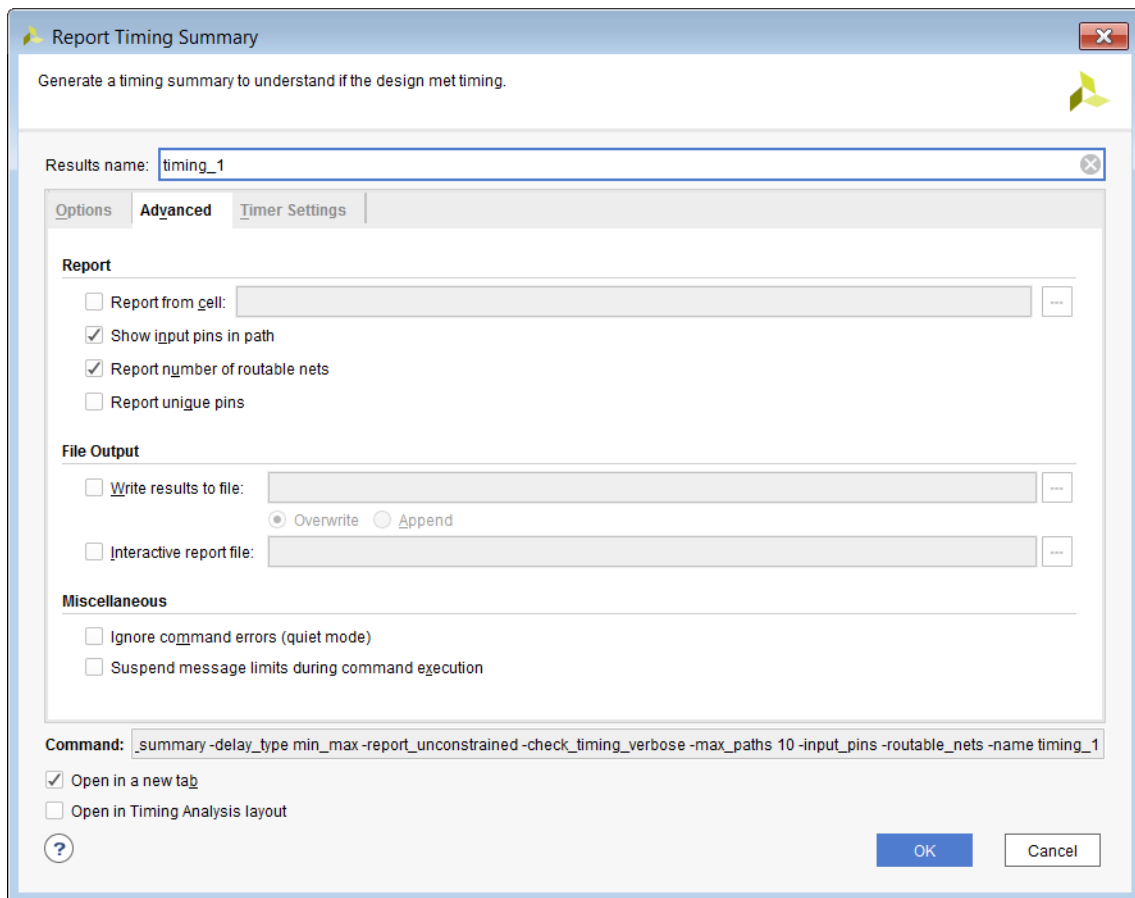 Report Timing Summary
Generate a timing summary to understand if the design met timing.
Results name: timing_1
Options Advanced Timer Settings
Report
Report from cell: ...
Show input pins in path
Report number of routable nets
Report unique pins
File Output
Write results to file: ...
Overwrite Append
Interactive report file: ...
Miscellaneous
Ignore command errors (quiet mode)
Suspend message limits during command execution
Command: _summary -delay_type min_max -report_unconstrained -check_timing_verbose -max_paths 10 -input_pins -routable_nets -name timing_1
Open in a new tab
Open in Timing Analysis layout
? OK Cancel